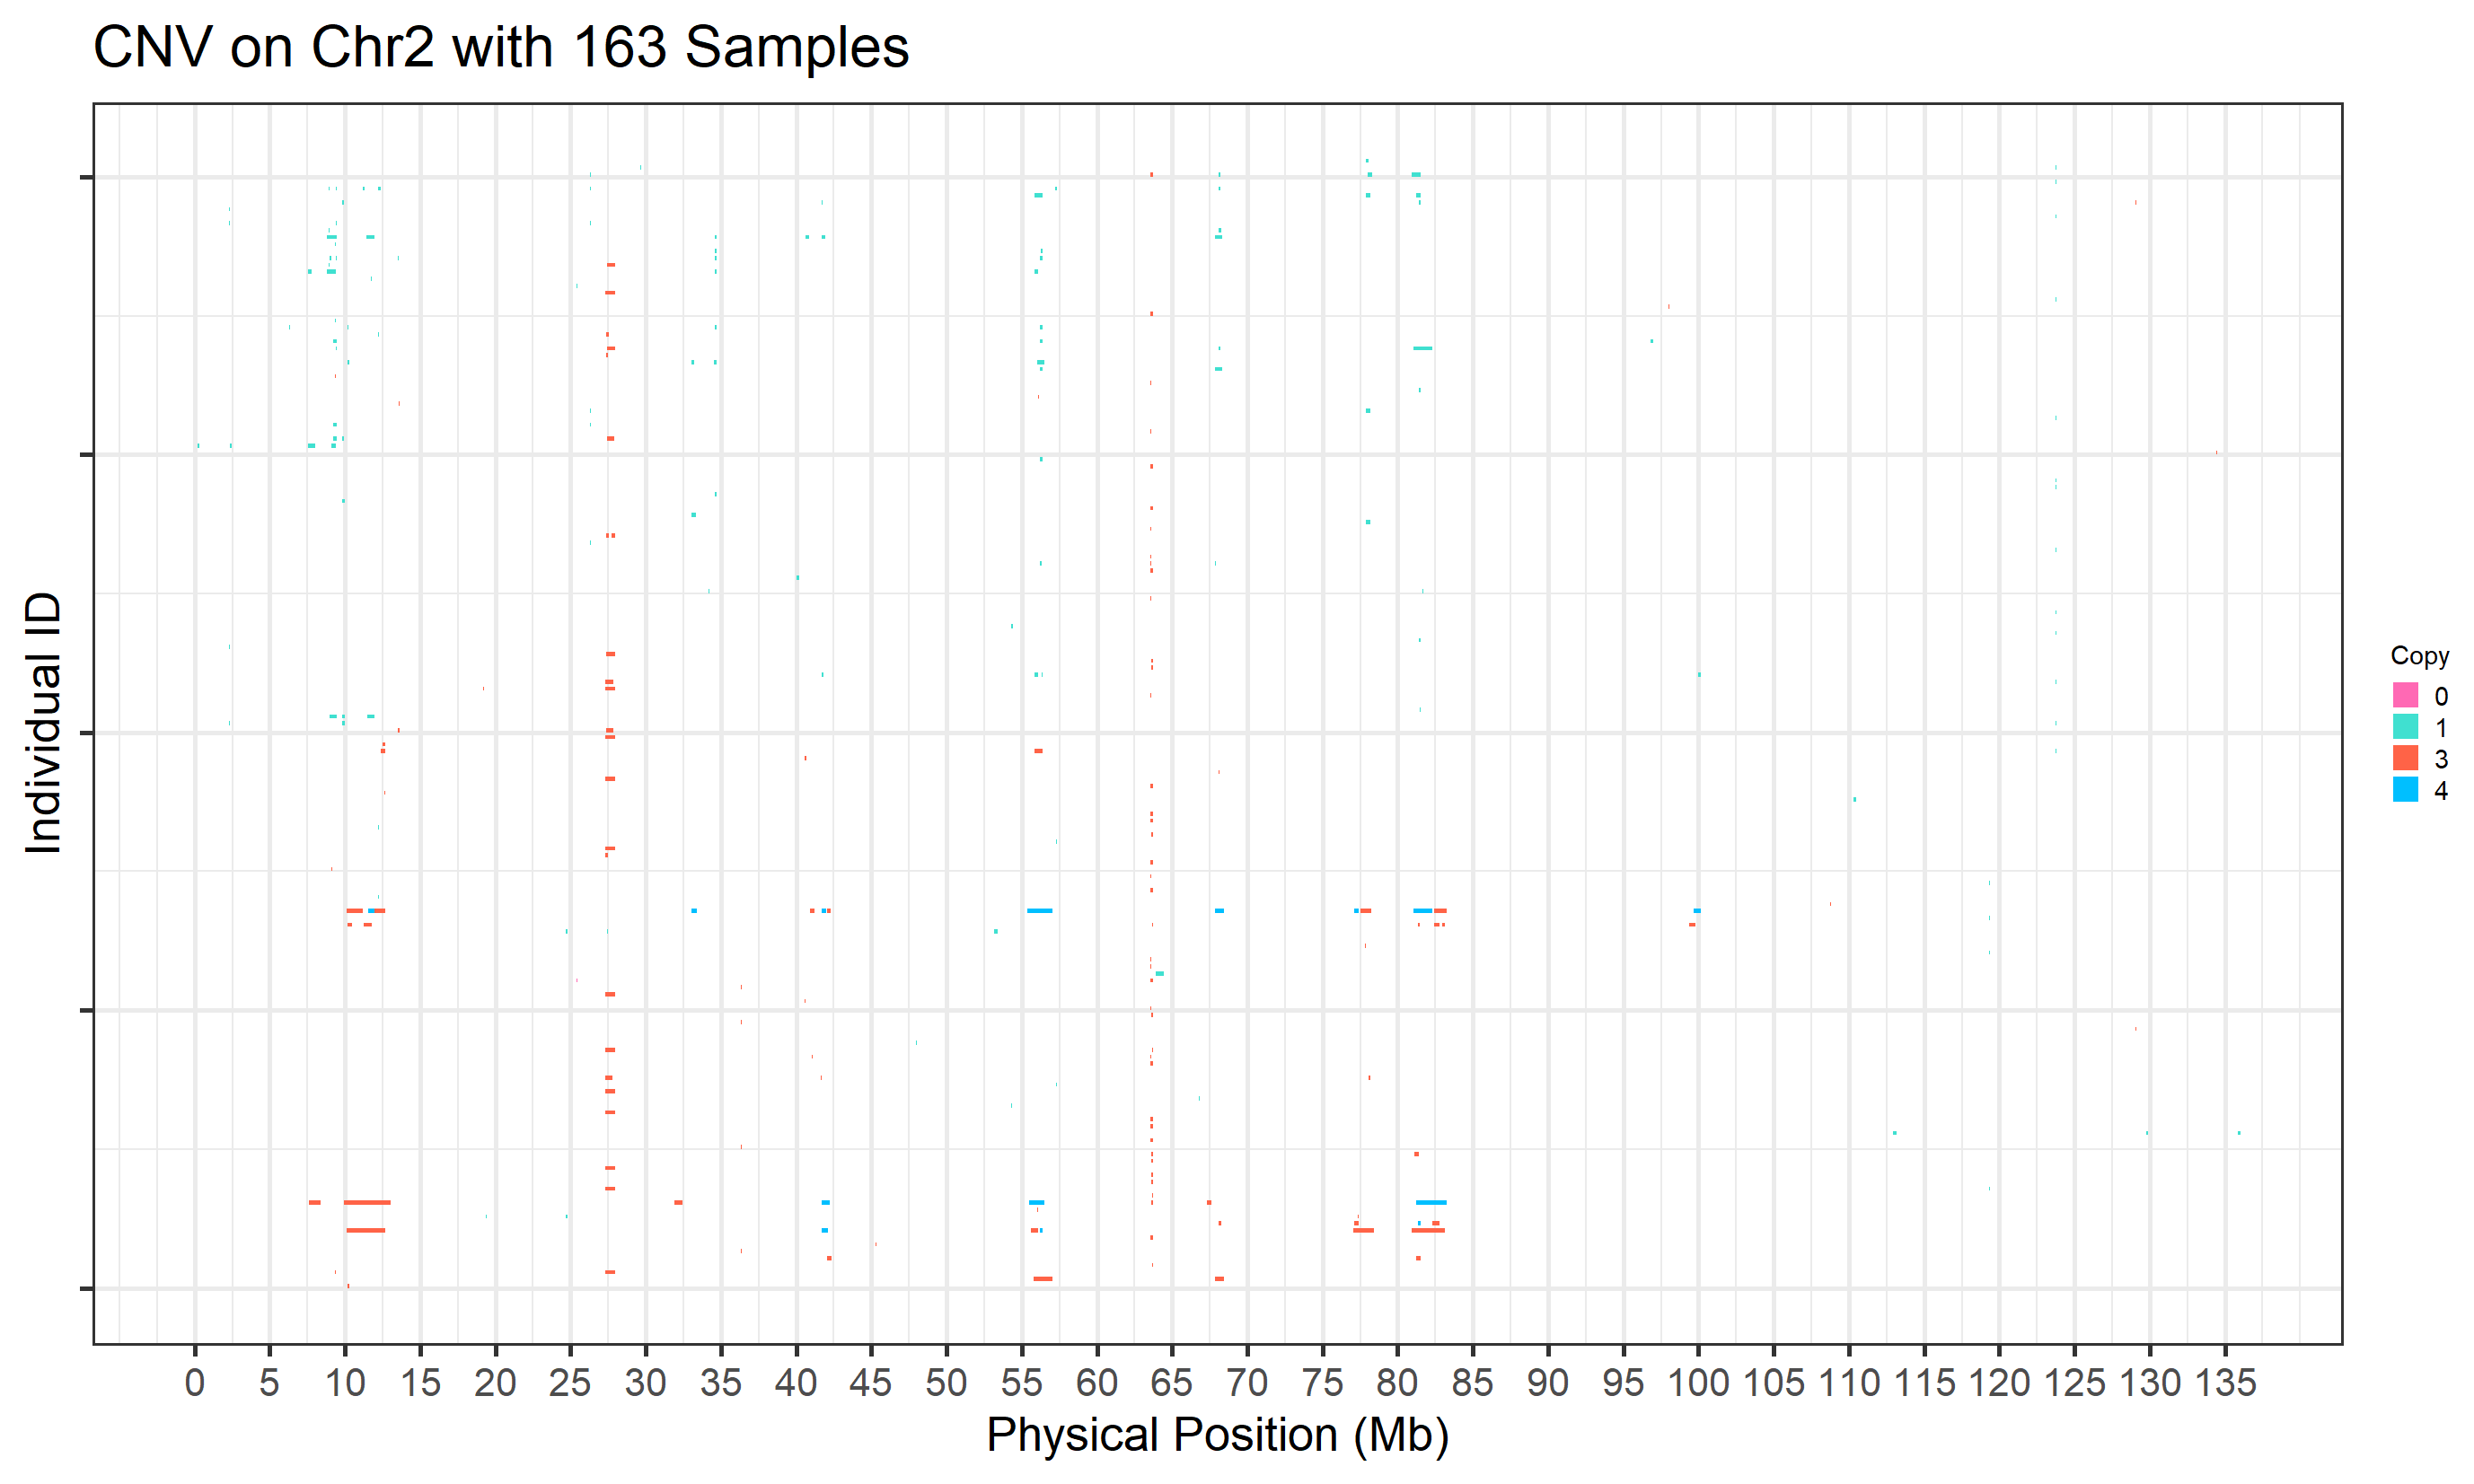 CNV on Chr2 with 163 Samples
Individual ID
Copy
0
1
3
4
0 5 10 15 20 25 30 35 40 45 50 55 60 65 70 75 80 85 90 95 100 105 110 115 120 125 130 135
Physical Position (Mb)